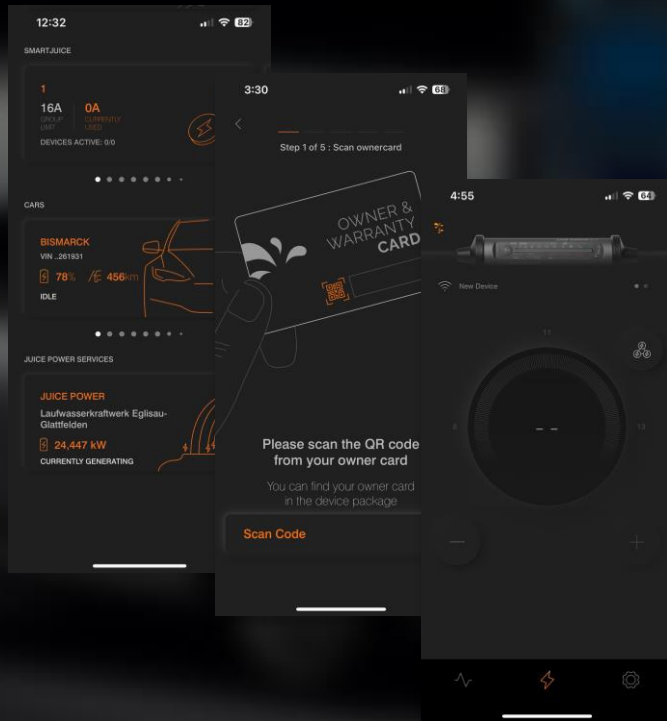 12:32
82
SMARTJUICE
1
16A
0A
GROUP LIMIT
CURRENTLY USED
DEVICES ACTIVE: 0/0
CARS
BISMARCK
VIN ..261931
78%
456km
IDLE
JUICE POWER SERVICES
JUICE POWER
Laufwasserkraftwerk Eglisau-
Glattfelden
24,447 kW
CURRENTLY GENERATING
3:30
68
Step 1 of 5 : Scan ownercard
OWNER &
WARRANTY
CARD
Please scan the QR code
from your owner card
You can find your owner card
in the device package
Scan Code
4:55
64
New Device
11
8
13
- -